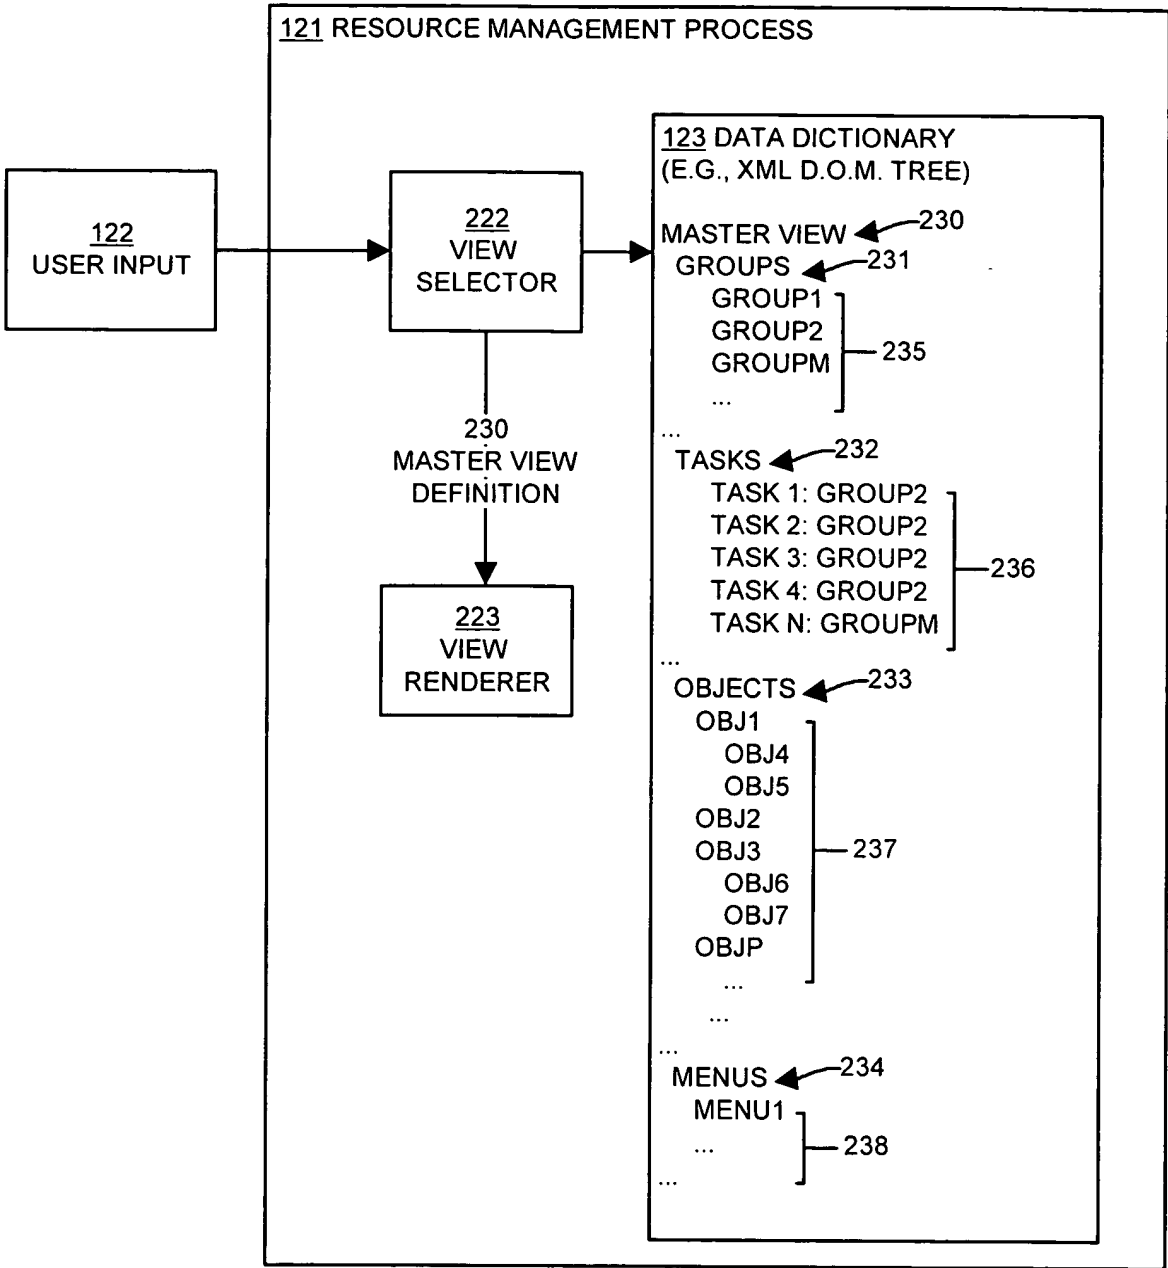 121 RESOURCE MANAGEMENT PROCESS
122
USER INPUT
222
VIEW
SELECTOR
230
MASTER VIEW
DEFINITION
223
VIEW
RENDERER
123 DATA DICTIONARY
(E.G., XML D.O.M. TREE)
MASTER VIEW 230
GROUPS 231
GROUP1
GROUP2
GROUPM
...
235
...
TASKS 232
TASK 1: GROUP2
TASK 2: GROUP2
TASK 3: GROUP2
TASK 4: GROUP2
TASK N: GROUPM
236
...
OBJECTS 233
OBJ1
OBJ4
OBJ5
OBJ2
OBJ3
OBJ6
OBJ7
OBJP
...
237
...
...
MENUS 234
MENU1
...
238
...